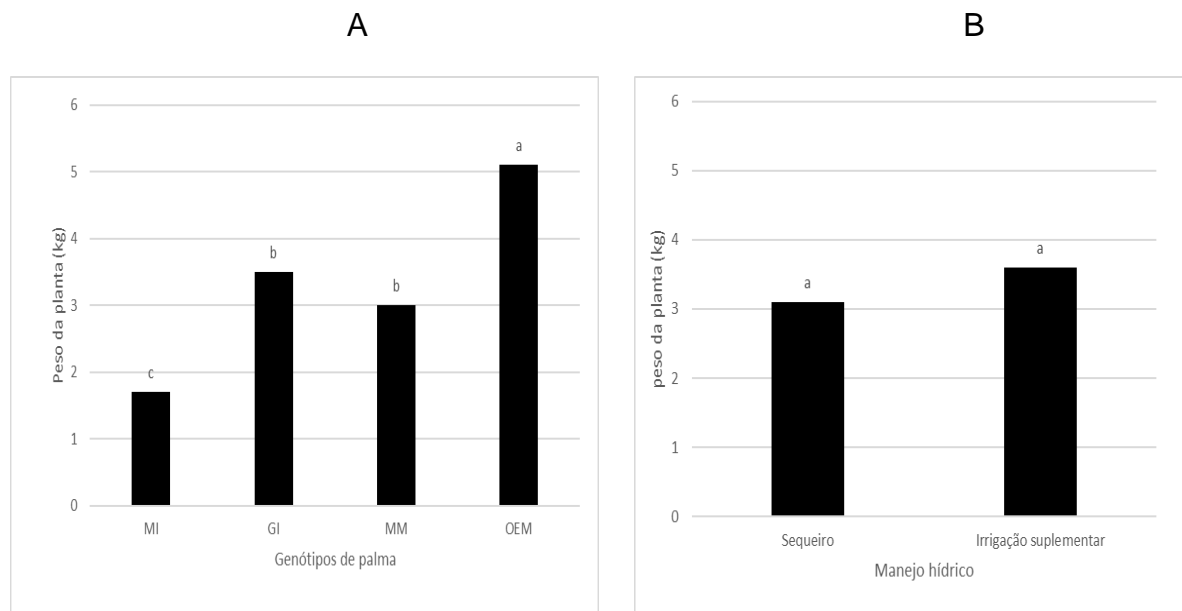 A
B
Peso da planta (kg)
6
5
4
3
2
1
0
c
b
b
a
MI GI MM OEM
Genótipos de palma
peso da planta (kg)
6
5
4
3
2
1
0
a
a
Sequeiro Irrigação suplementar
Manejo hídrico